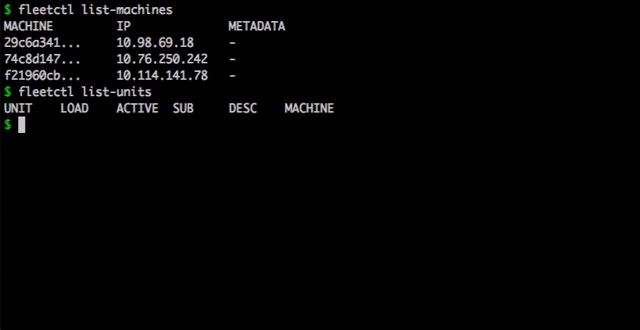 $ fleetctl list-machines
MACHINE IP METADATA
29c6a341... 10.98.69.18 -
74c8d147... 10.76.250.242 -
f21960cb... 10.114.141.78 -
$ fleetctl list-units
UNIT LOAD ACTIVE SUB DESC MACHINE
$